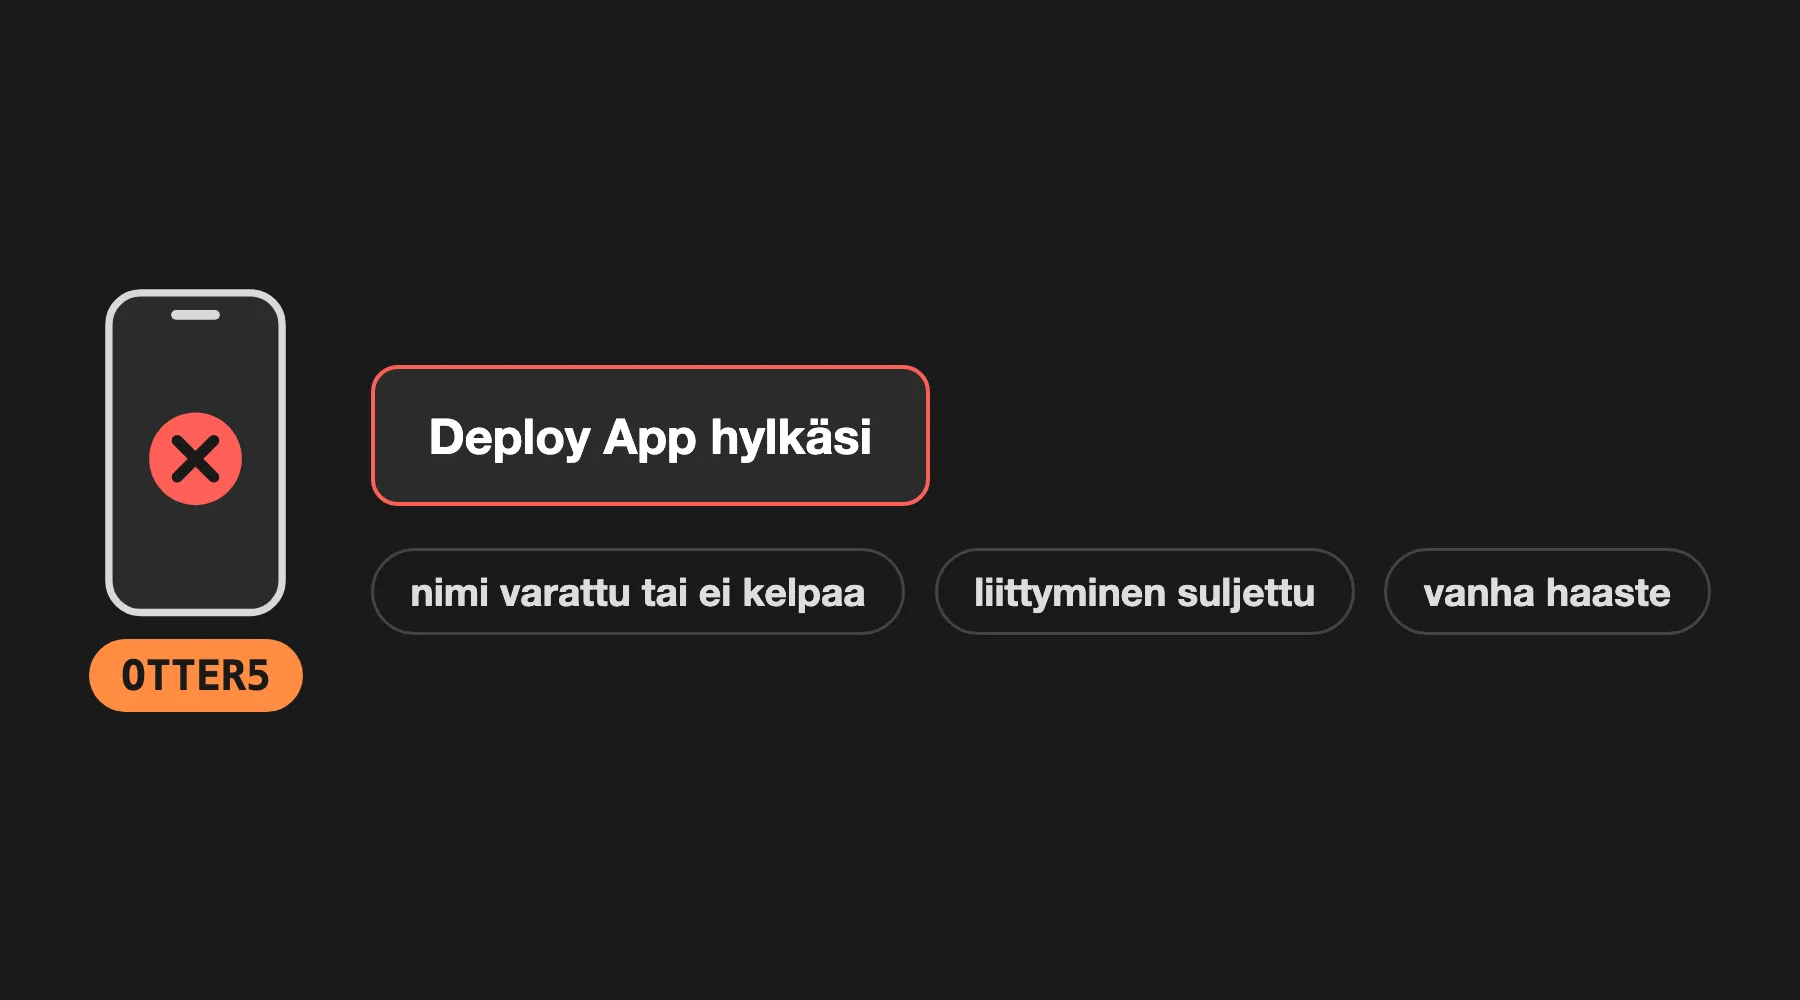 Deploy App hylkäsi
nimi varattu tai ei kelpaa
liittyminen suljettu
vanha haaste
OTTER5